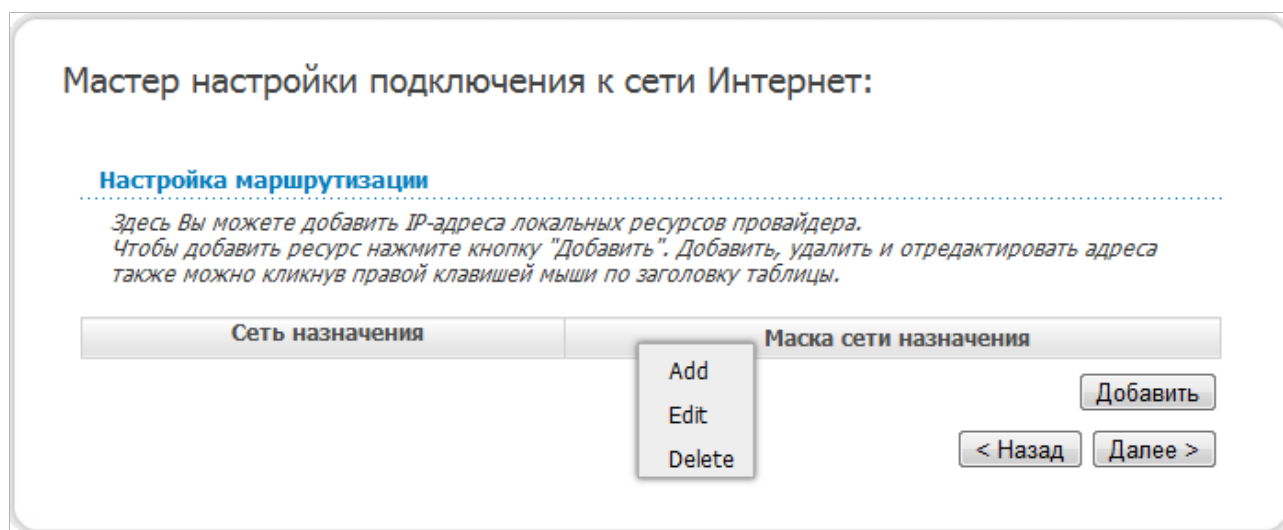 Мастер настройки подключения к сети Интернет:
Настройка маршрутизации
Здесь Вы можете добавить IP-адреса локальных ресурсов провайдера.
Чтобы добавить ресурс нажмите кнопку "Добавить". Добавить, удалить и отредактировать адреса
также можно кликнув правой клавишей мыши по заголовку таблицы.
Сеть назначения
Маска сети назначения
Add
Edit
Delete
Добавить
< Назад
Далее >